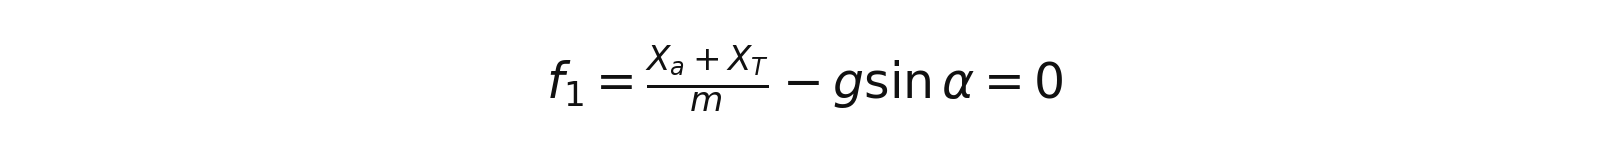 $f_1 = \frac{X_a + X_T}{m} - g \sin \alpha = 0$